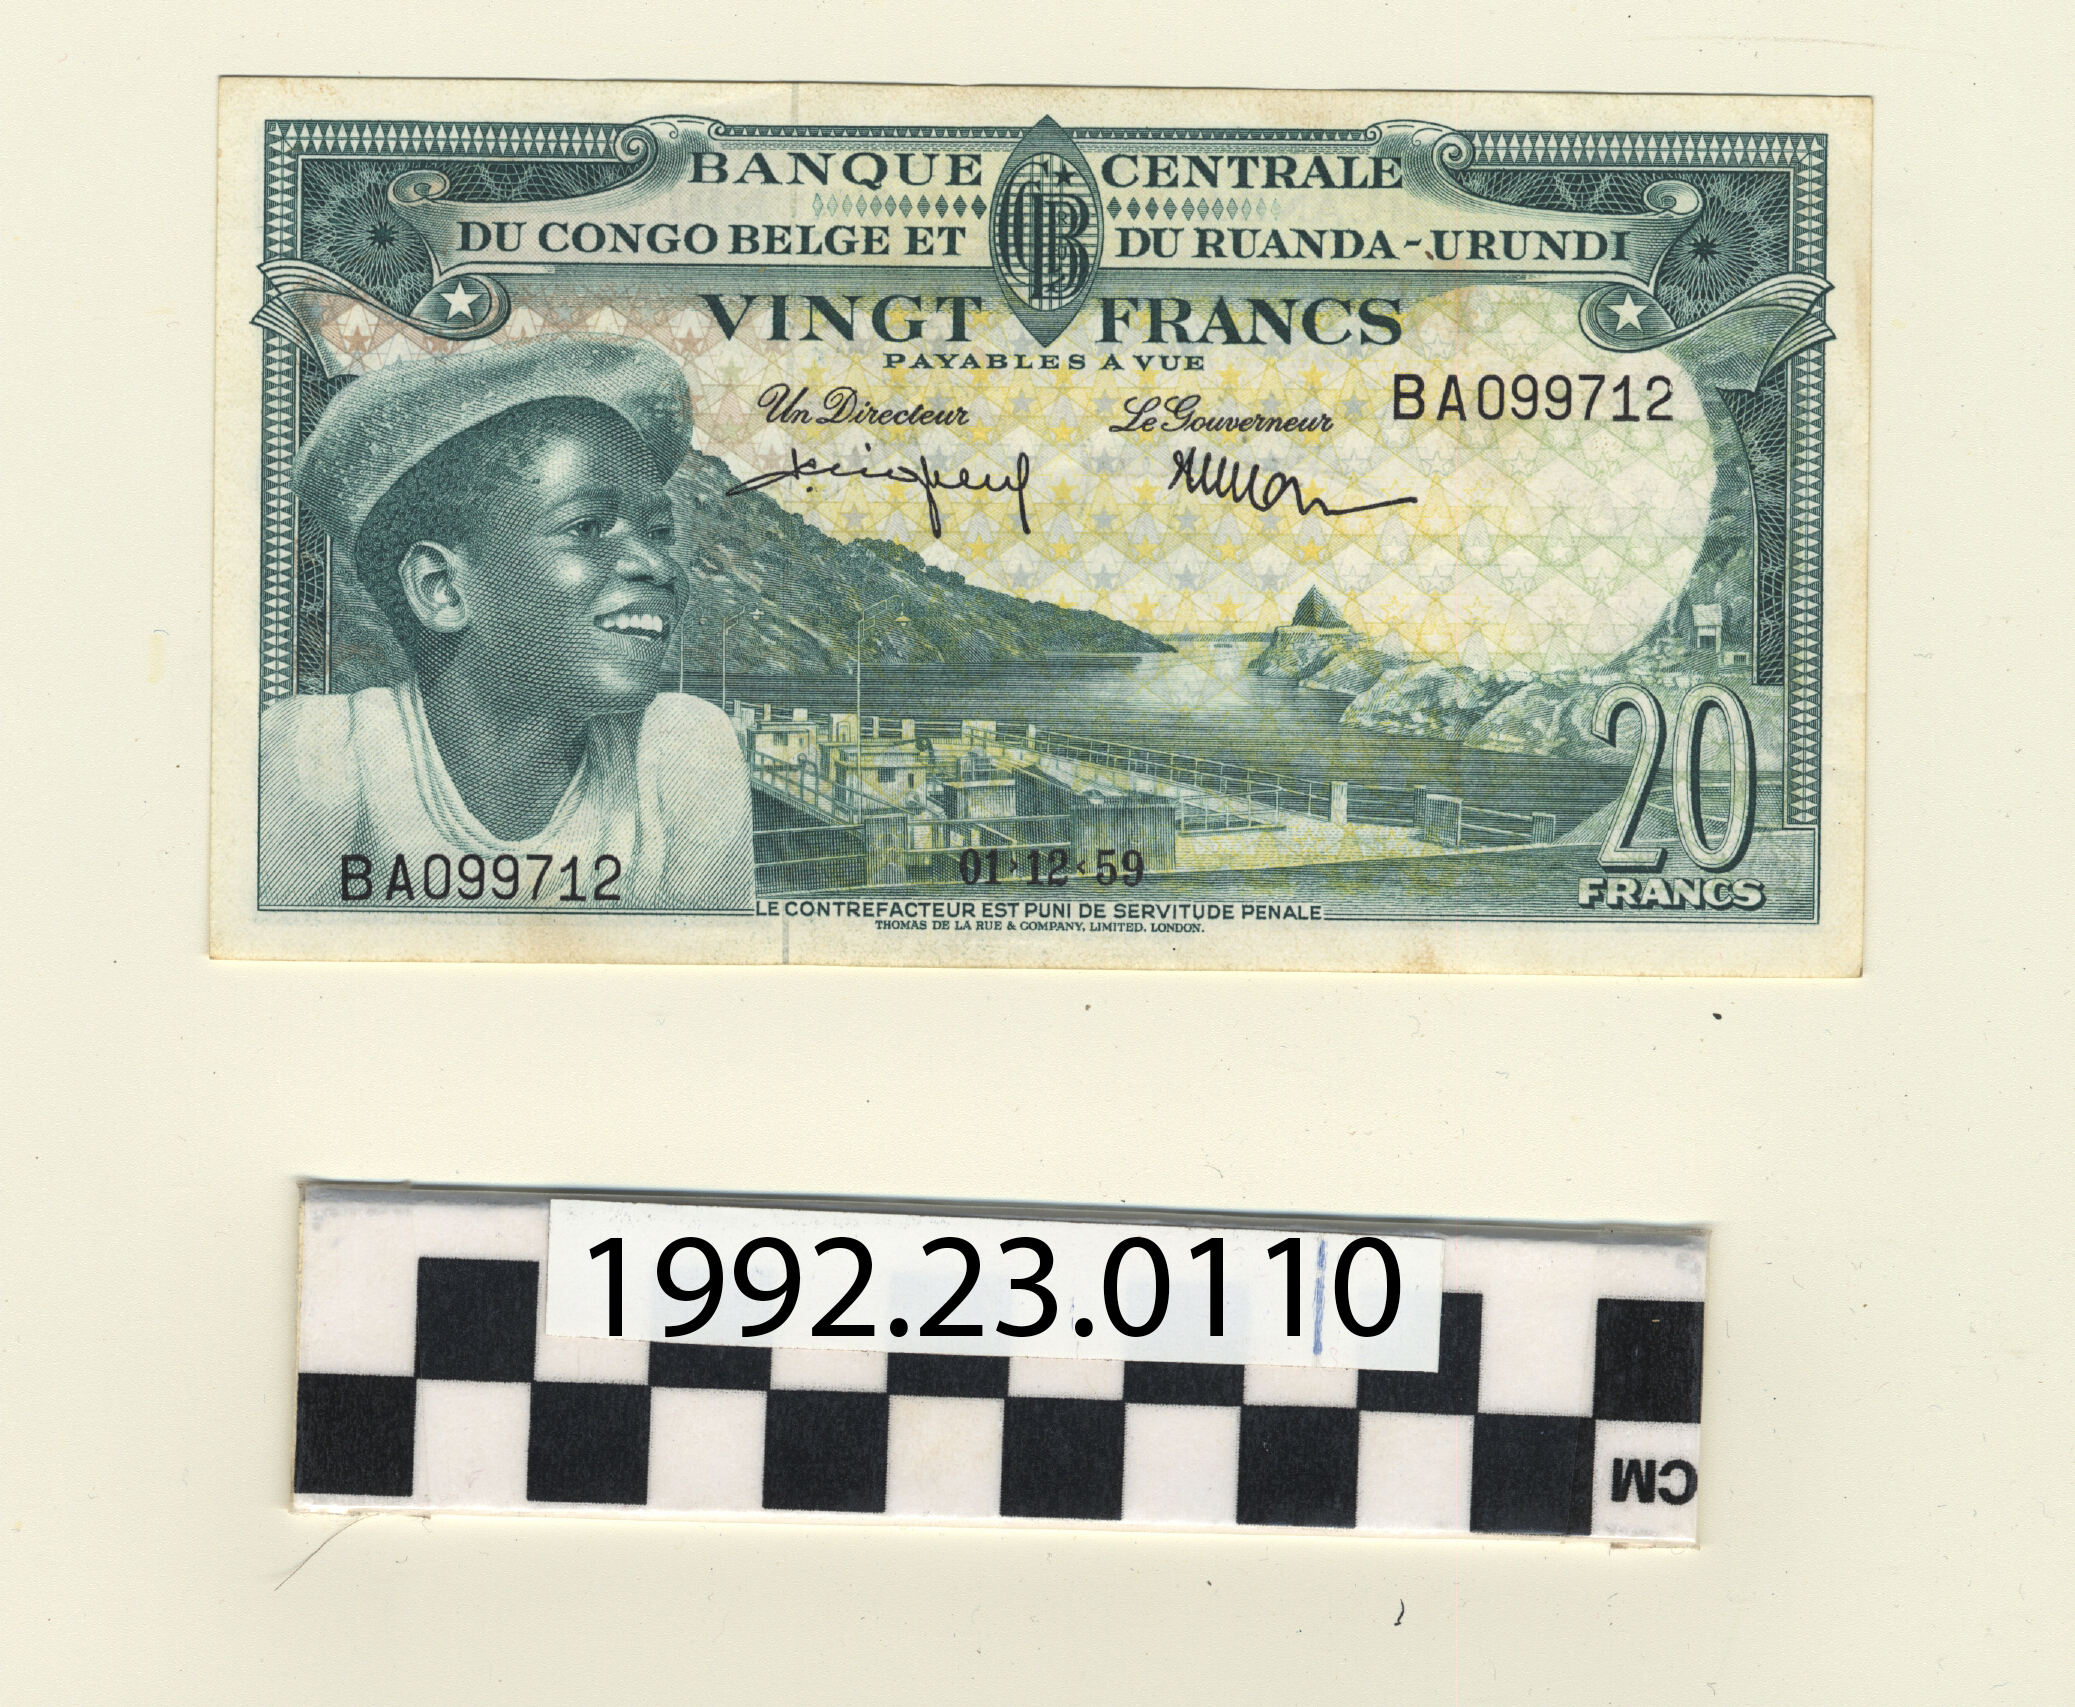 BANQUE CENTRALE
DU CONGO BELGE ET DU RUANDA-URUNDI
VINGT FRANCS
PAYABLES A VUE
Un Directeur Le Gouverneur
BA099712
20
FRANCS
BA099712
01·12·59
LE CONTREFACTEUR EST PUNI DE SERVITUDE PENALE
THOMAS DE LA RUE & COMPANY, LIMITED, LONDON.
1992.23.0110
CM